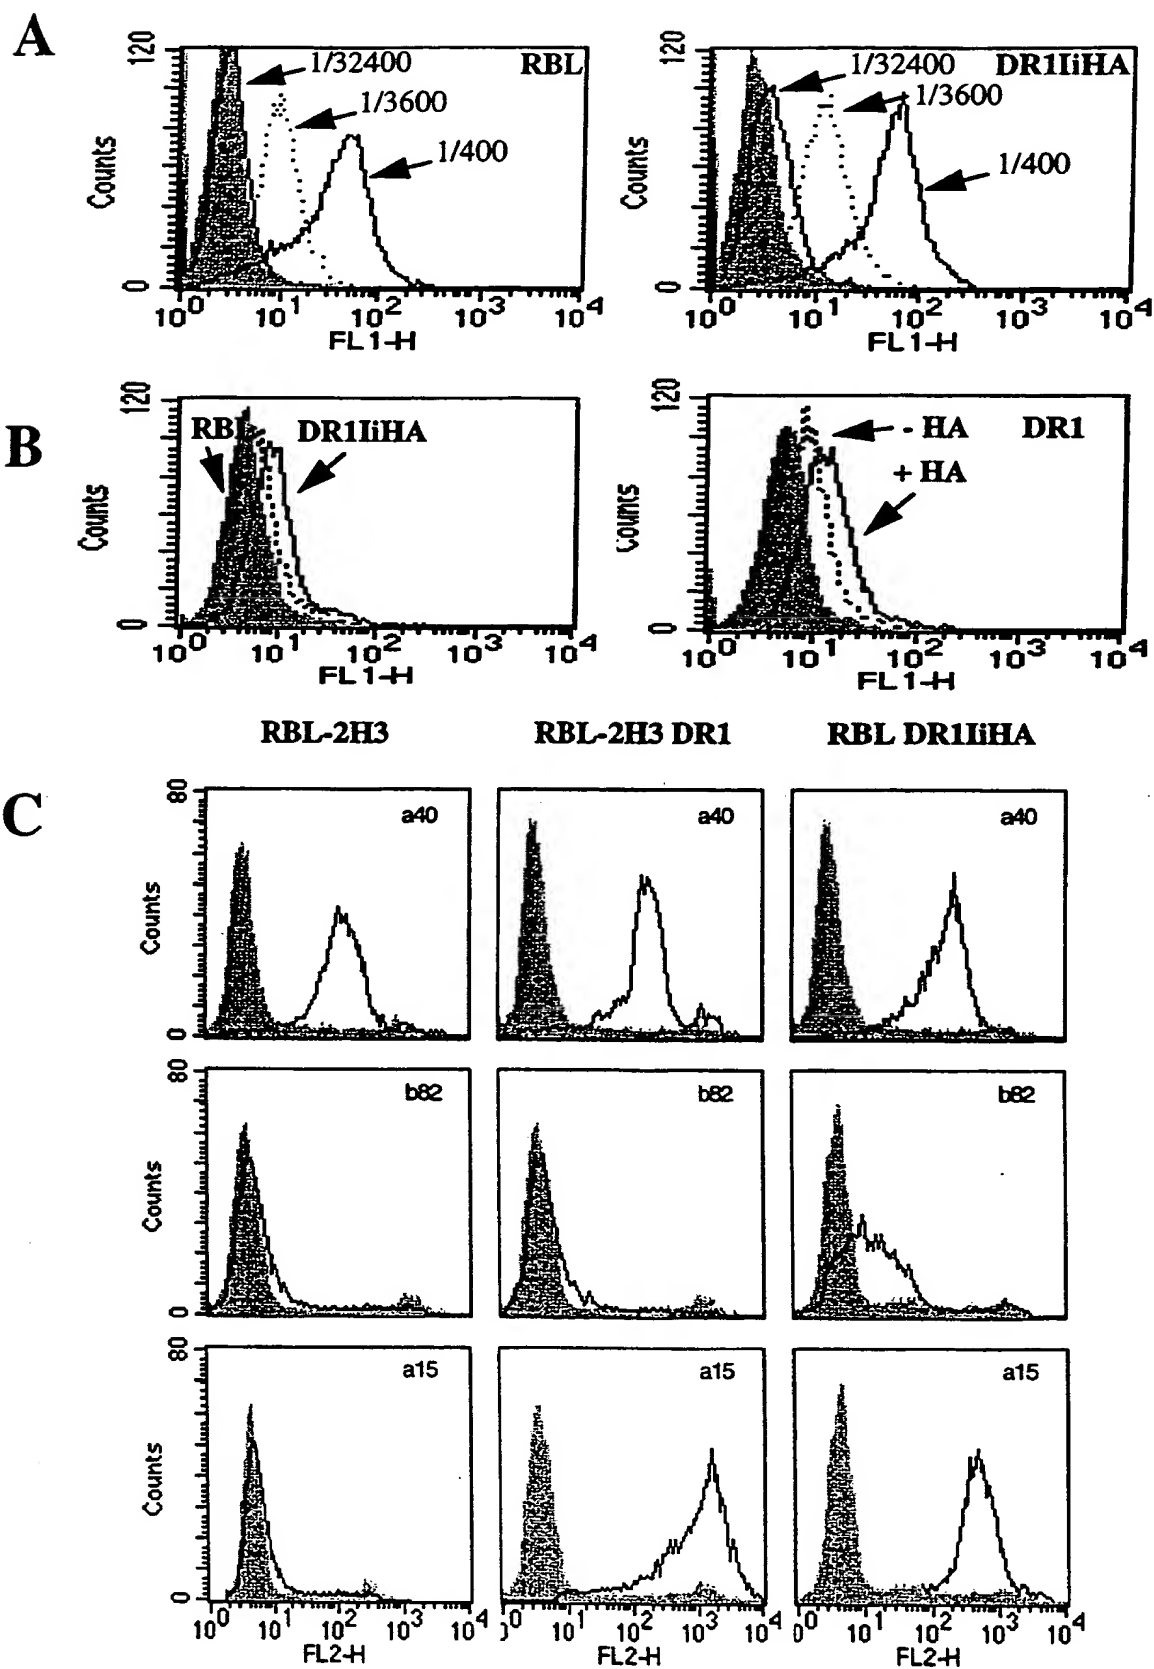 A
120 1/32400 RBL
1/3600
1/400
Counts
0
10^0 10^1 10^2 10^3 10^4
FL1-H
120 1/32400 DR1IiHA
1/3600
1/400
Counts
0
10^0 10^1 10^2 10^3 10^4
FL1-H
B
120
RBL DR1IiHA
Counts
0
10^0 10^1 10^2 10^3 10^4
FL1-H
120
- HA DR1
+ HA
Counts
0
10^0 10^1 10^2 10^3 10^4
FL1-H
RBL-2H3 RBL-2H3 DR1 RBL DR1IiHA
C
80 a40 a40 a40
Counts
0
80 b82 b82 b82
Counts
0
80 a15 a15 a15
Counts
0
10^0 10^1 10^2 10^3 10^4 10^1 10^2 10^3 10^4 10^1 10^2 10^3 10^4
FL2-H FL2-H FL2-H